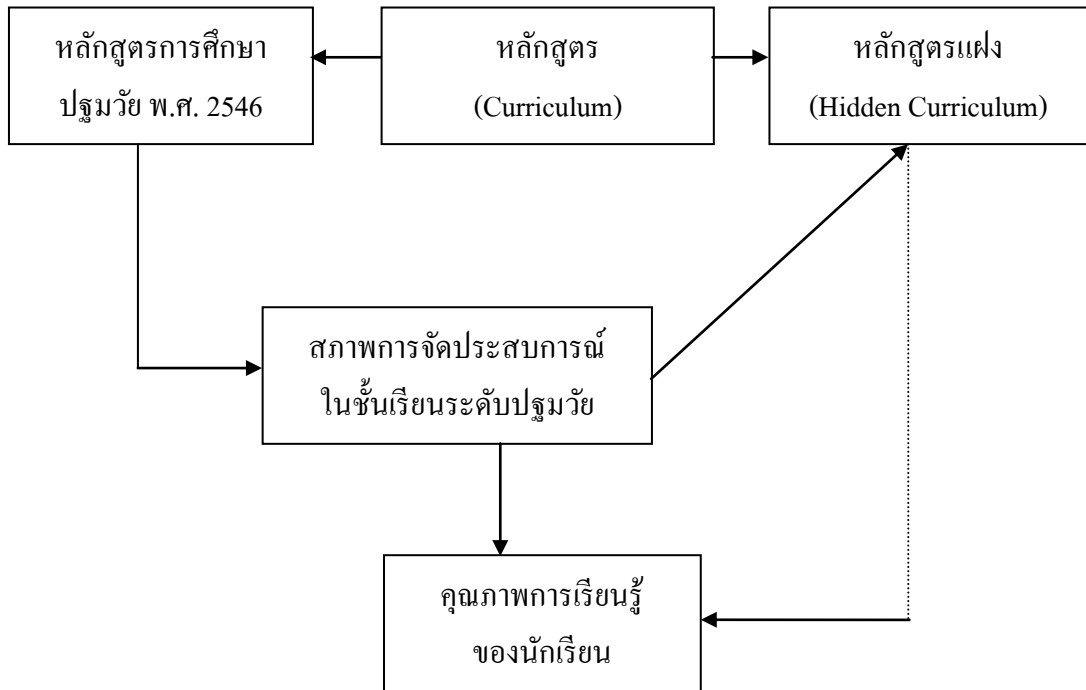 หลักสูตรการศึกษา
ปฐมวัย พ.ศ. 2546
หลักสูตร
(Curriculum)
หลักสูตรแฝง
(Hidden Curriculum)
สภาพการจัดประสบการณ์
ในชั้นเรียนระดับปฐมวัย
คุณภาพการเรียนรู้
ของนักเรียน